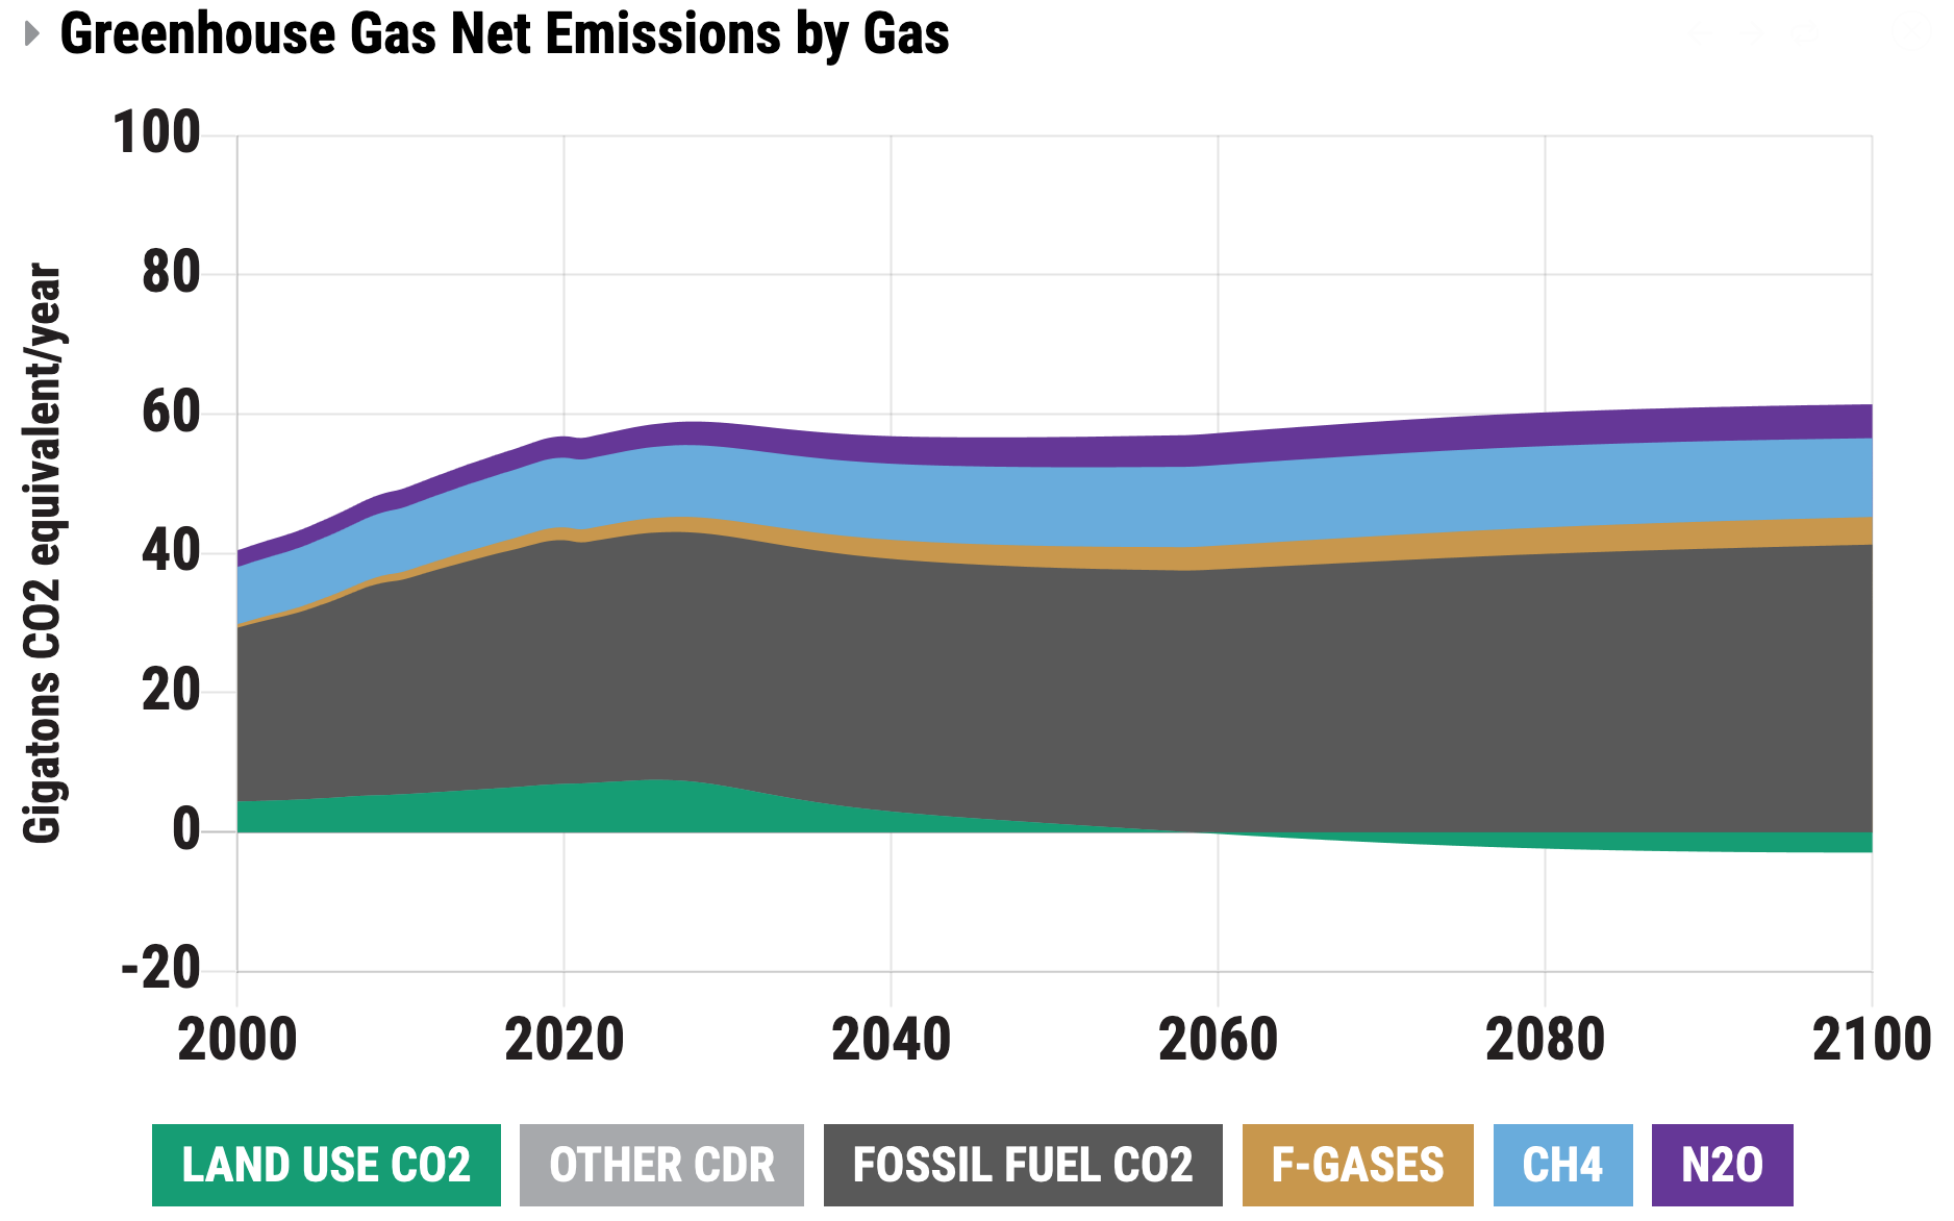 Greenhouse Gas Net Emissions by Gas
Gigatons CO2 equivalent/year
100
80
60
40
20
0
-20
2000 2020 2040 2060 2080 2100
LAND USE CO2 OTHER CDR FOSSIL FUEL CO2 F-GASES CH4 N2O